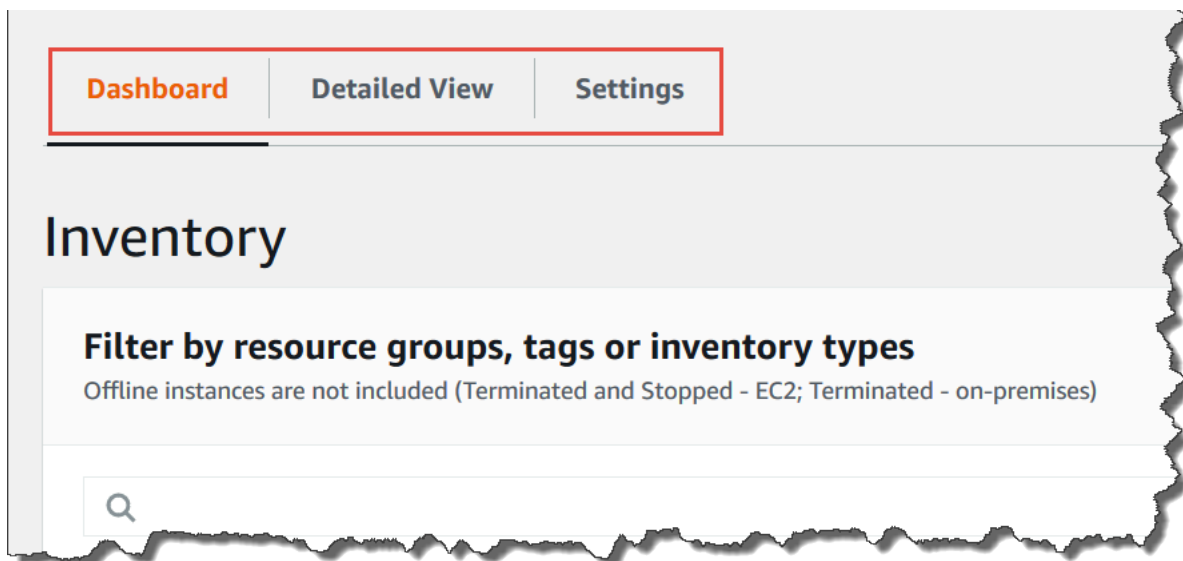 Dashboard Detailed View Settings
Inventory
Filter by resource groups, tags or inventory types
Offline instances are not included (Terminated and Stopped - EC2; Terminated - on-premises)